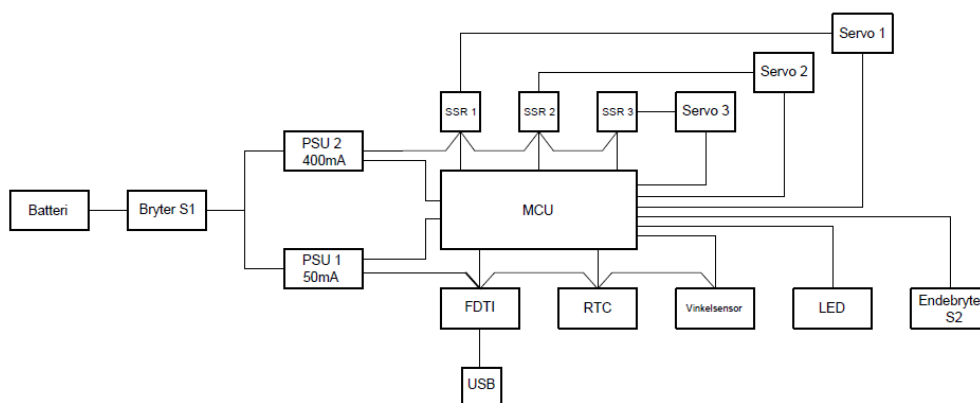 Servo 1
Servo 2
SSR 1
SSR 2
SSR 3
Servo 3
PSU 2
400mA
Batteri
Bryter S1
MCU
PSU 1
50mA
FDTI
RTC
Vinkelsensor
LED
Endebryte
S2
USB